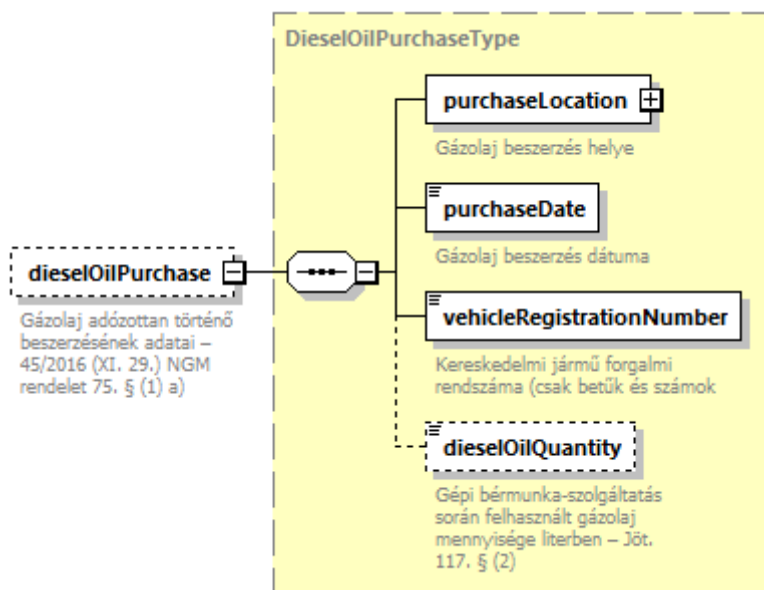 DieselOilPurchaseType
purchaseLocation
Gázolaj beszerzés helye
purchaseDate
Gázolaj beszerzés dátuma
dieselOilPurchase
Gázolaj adózottan történő
beszerzésének adatai –
45/2016 (XI. 29.) NGM
rendelet 75. § (1) a)
vehicleRegistrationNumber
Kereskedelmi jármű forgalmi
rendszáma (csak betűk és számok
dieselOilQuantity
Gépi bérmunka-szolgáltatás
során felhasznált gázolaj
mennyisége literben – Jöt.
117. § (2)